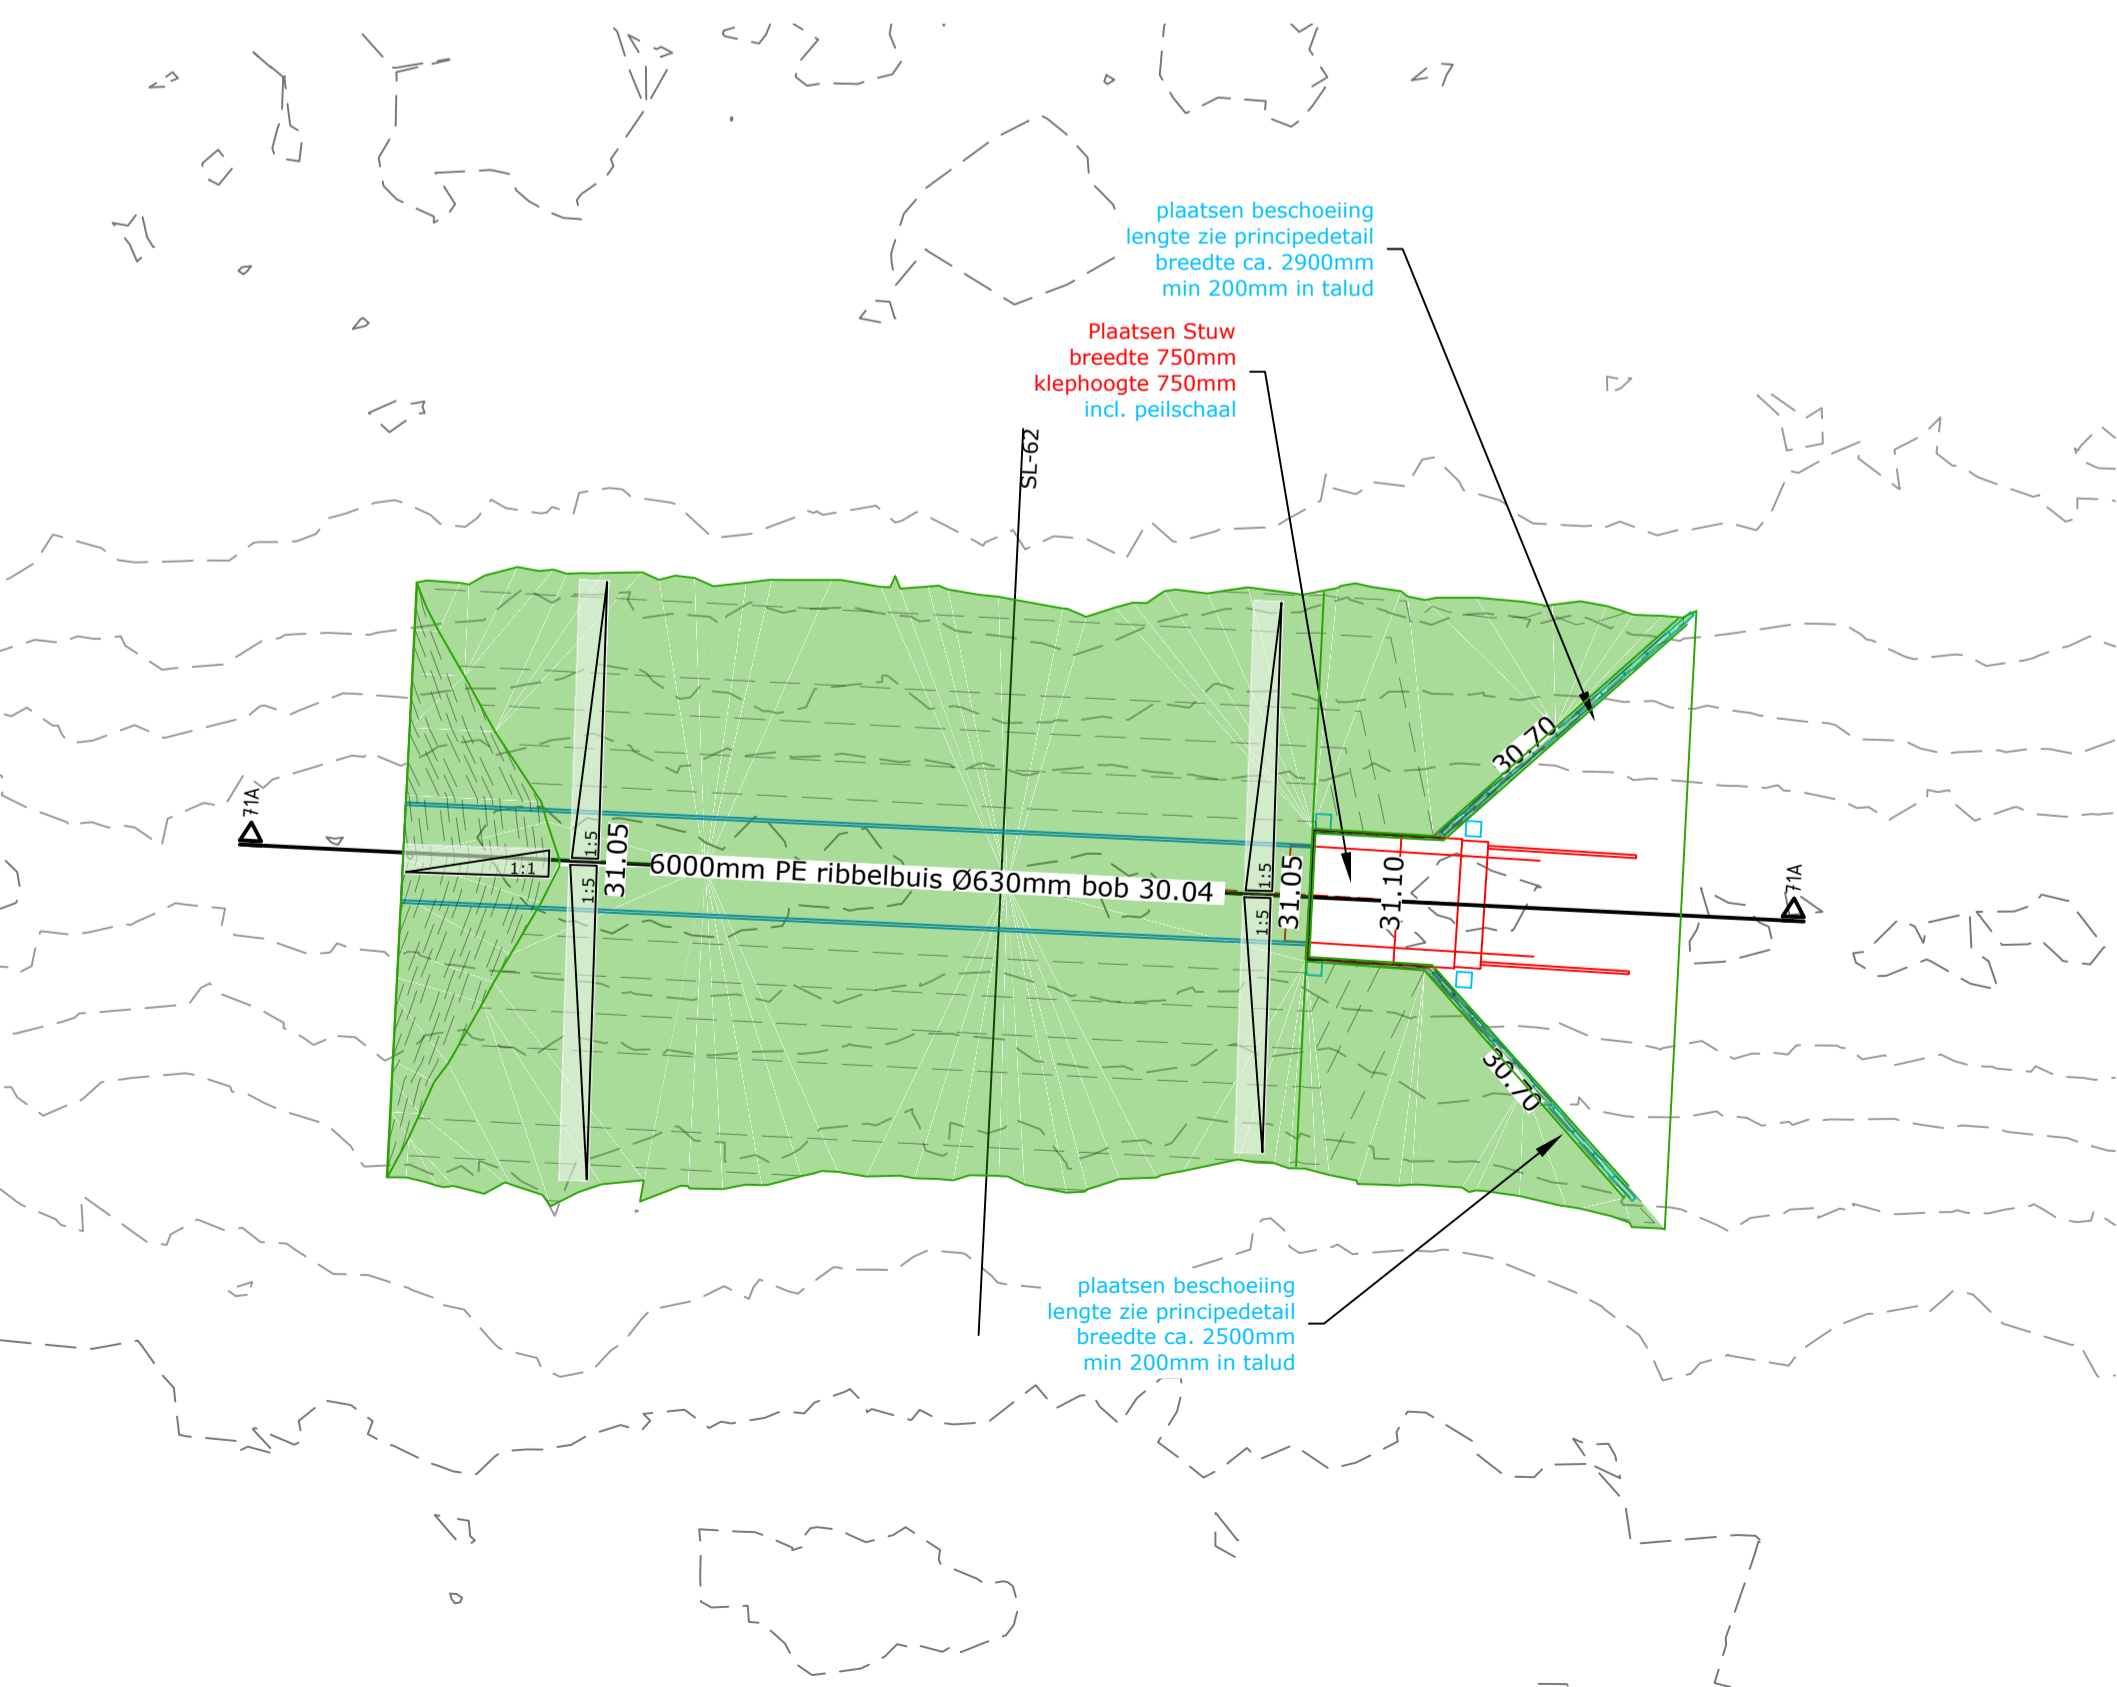 plaatsen beschoeiing
lengte zie principedetail
breedte ca. 2900mm
min 200mm in talud
Plaatsen Stuw
breedte 750mm
klephoogte 750mm
incl. peilschaal
SL-62
30.70
71A
1:5
31.05
1:1
1:5
6000mm PE ribbelbuis Ø630mm bob 30.04
1:5
31.05
1:5
31.10
71A
30.70
plaatsen beschoeiing
lengte zie principedetail
breedte ca. 2500mm
min 200mm in talud